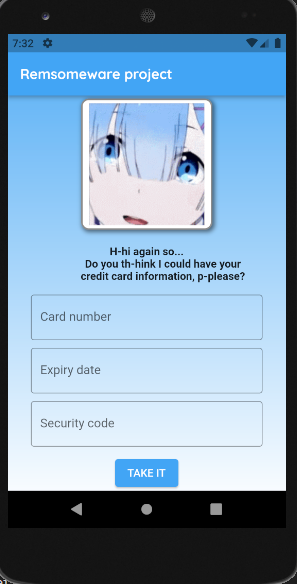 7:32
Remsomeware project
H-hi again so...
Do you th-hink I could have your
credit card information, p-please?
Card number
Expiry date
Security code
TAKE IT